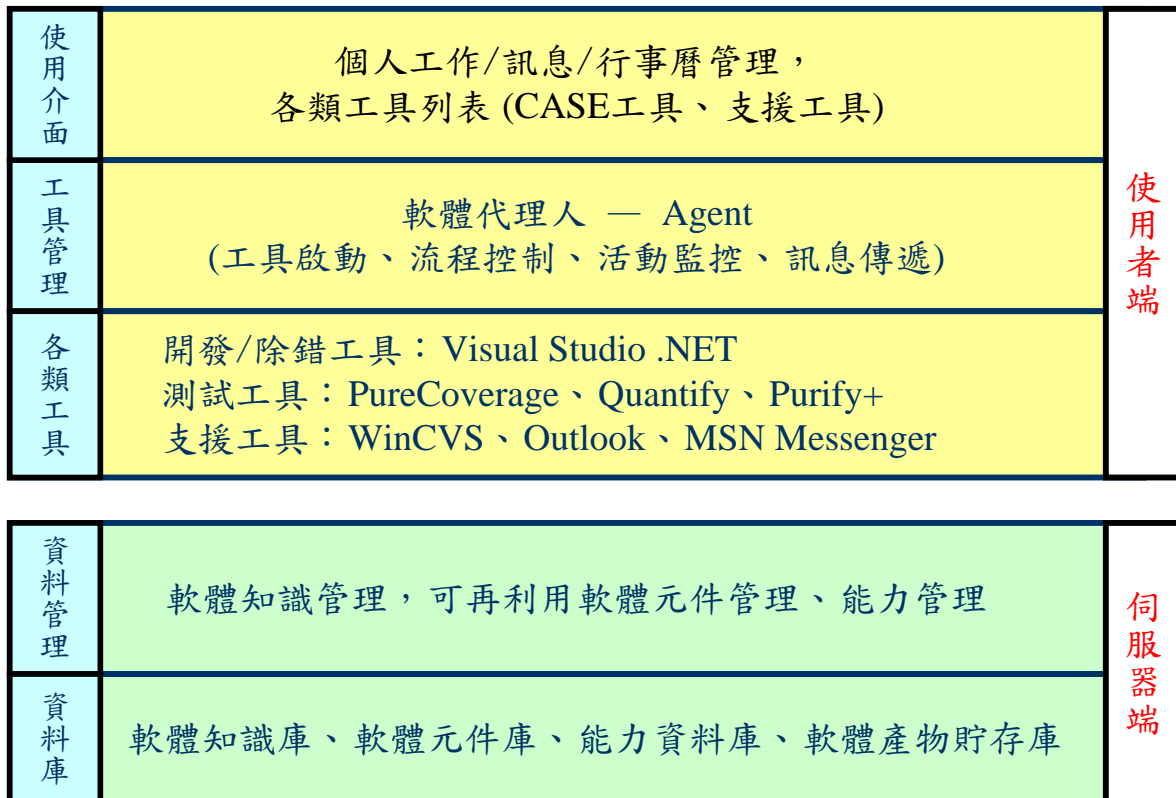 使用介面
個人工作/訊息/行事曆管理，
各類工具列表 (CASE工具、支援工具)
工具管理
軟體代理人 — Agent
(工具啟動、流程控制、活動監控、訊息傳遞)
各類工具
開發/除錯工具：Visual Studio .NET
測試工具：PureCoverage、Quantify、Purify+
支援工具：WinCVS、Outlook、MSN Messenger
使用者端
資料管理
軟體知識管理，可再利用軟體元件管理、能力管理
資料庫
軟體知識庫、軟體元件庫、能力資料庫、軟體產物貯存庫
伺服器端